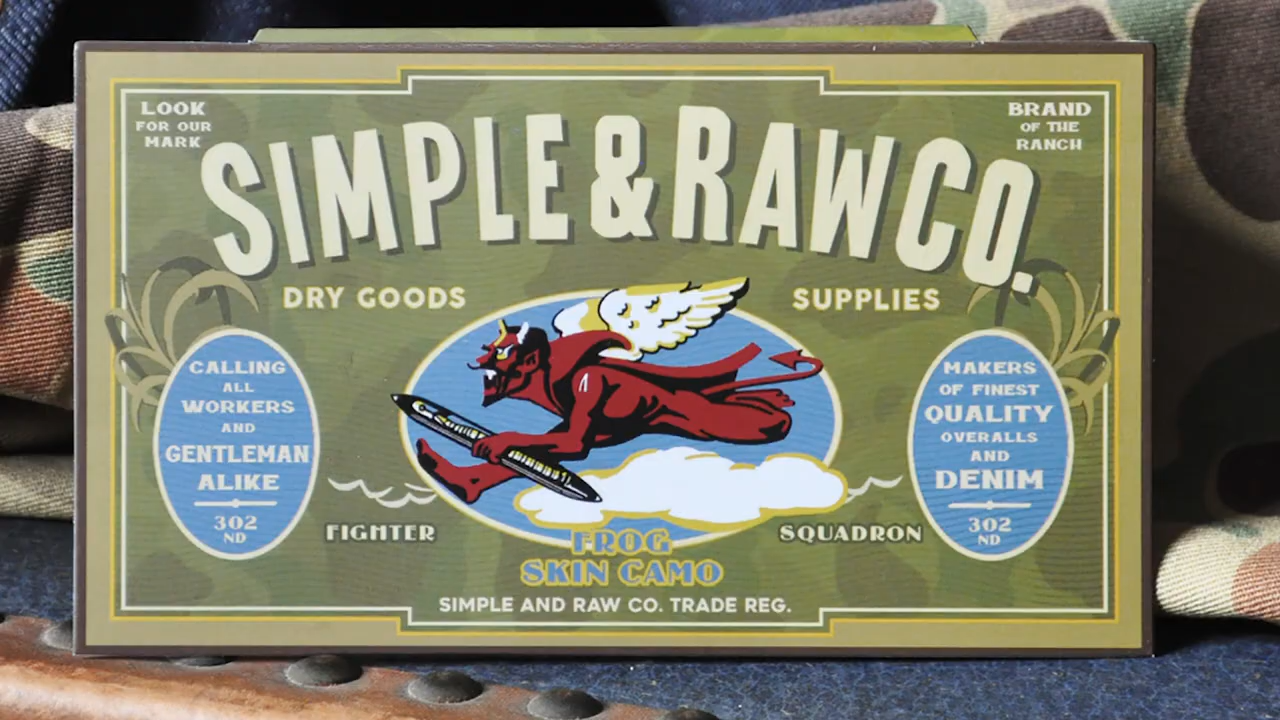 LOOK
FOR OUR
MARK
BRAND
OF THE
RANCH
SIMPLE & RAW CO.
DRY GOODS
SUPPLIES
CALLING
ALL
WORKERS
AND
GENTLEMAN
ALIKE
302
ND
MAKERS
OF FINEST
QUALITY
OVERALLS
AND
DENIM
302
ND
FIGHTER
SQUADRON
FROG
SKIN CAMO
SIMPLE AND RAW CO. TRADE REG.